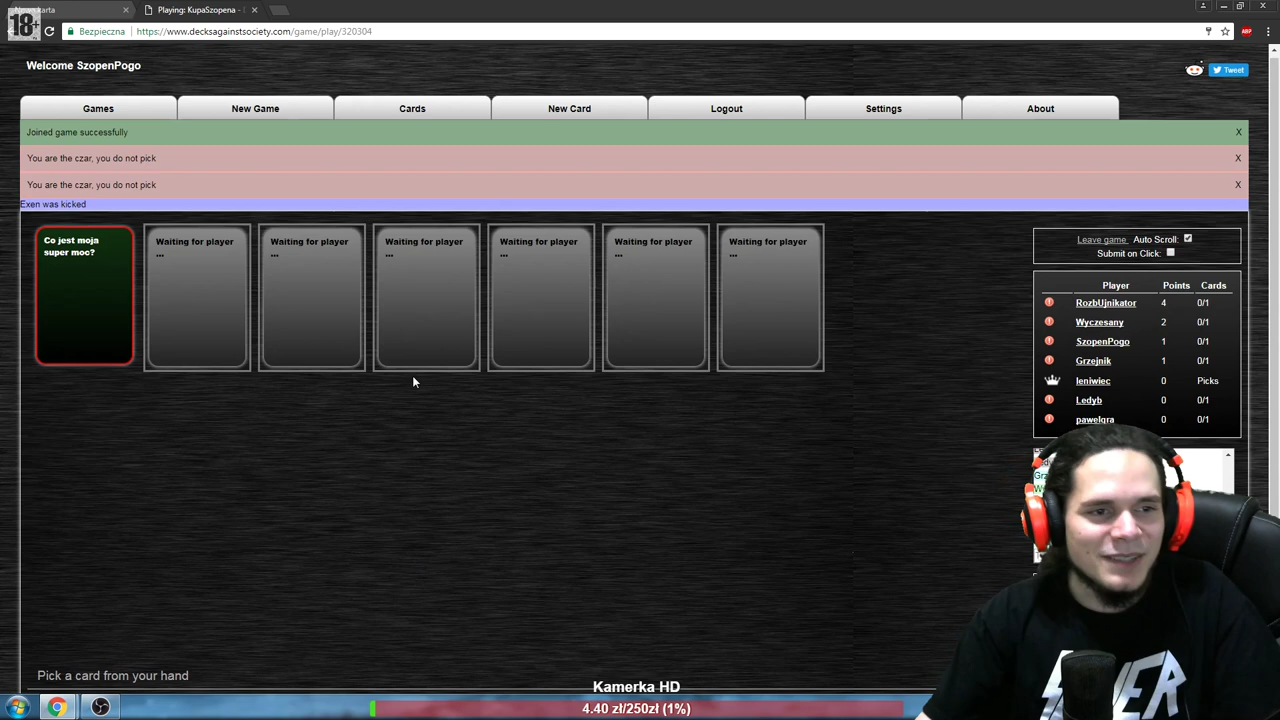 18+
Nowa karta
Playing: KupaSzopena -
Bezpieczna
https://www.decksagainstsociety.com/game/play/320304
ABP
Welcome SzopenPogo
Tweet
Games
New Game
Cards
New Card
Logout
Settings
About
Joined game successfully
X
You are the czar, you do not pick
X
You are the czar, you do not pick
X
Exen was kicked
Co jest moja
super moc?
Waiting for player
...
Waiting for player
...
Waiting for player
...
Waiting for player
...
Waiting for player
...
Waiting for player
...
Leave game Auto Scroll:
Submit on Click:
Player Points Cards
RozbUjnikator 4 0/1
Wyczesany 2 0/1
SzopenPogo 1 0/1
Grzejnik 1 0/1
leniwiec 0 Picks
Ledyb 0 0/1
pawelgra 0 0/1
Pick a card from your hand
Kamerka HD
4.40 zł/250zł (1%)